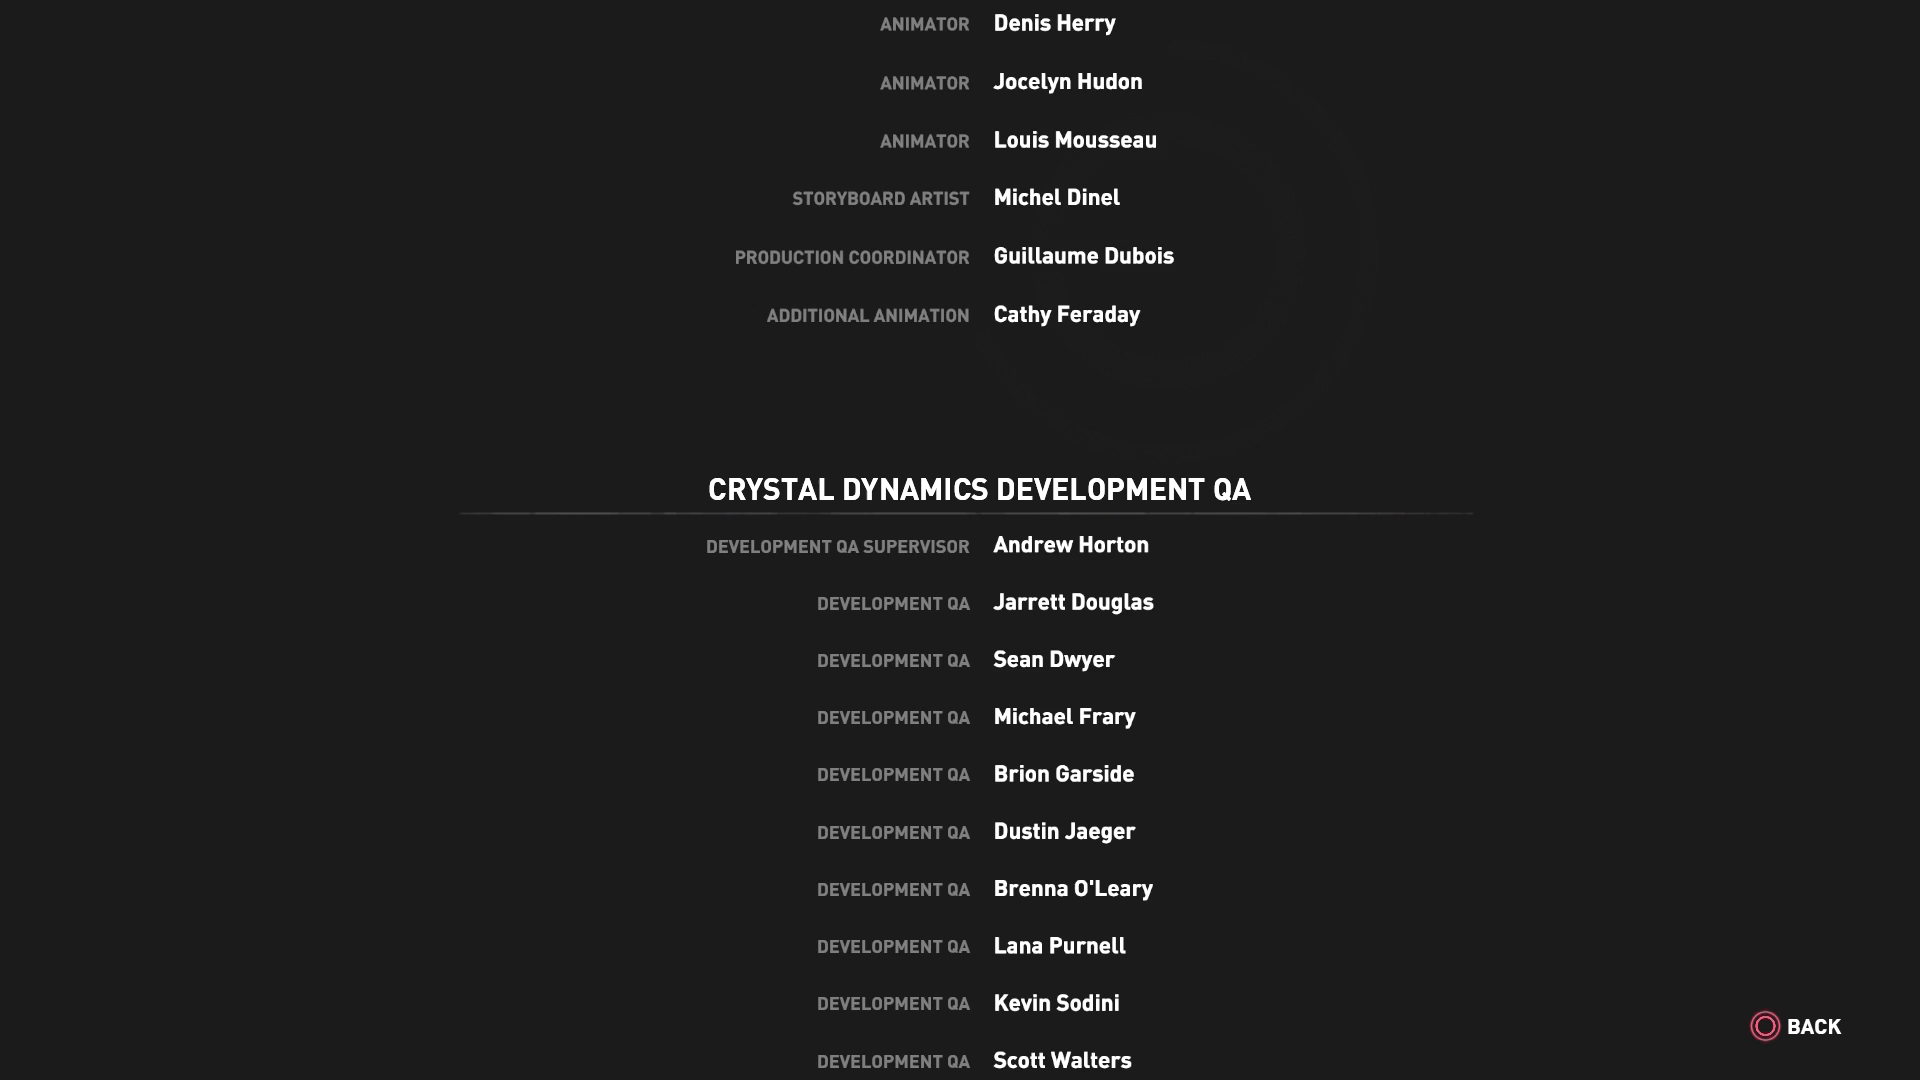 ANIMATOR Denis Herry
ANIMATOR Jocelyn Hudon
ANIMATOR Louis Mousseau
STORYBOARD ARTIST Michel Dinel
PRODUCTION COORDINATOR Guillaume Dubois
ADDITIONAL ANIMATION Cathy Feraday
CRYSTAL DYNAMICS DEVELOPMENT QA
DEVELOPMENT QA SUPERVISOR Andrew Horton
DEVELOPMENT QA Jarrett Douglas
DEVELOPMENT QA Sean Dwyer
DEVELOPMENT QA Michael Frary
DEVELOPMENT QA Brion Garside
DEVELOPMENT QA Dustin Jaeger
DEVELOPMENT QA Brenna O'Leary
DEVELOPMENT QA Lana Purnell
DEVELOPMENT QA Kevin Sodini
BACK
DEVELOPMENT QA Scott Walters